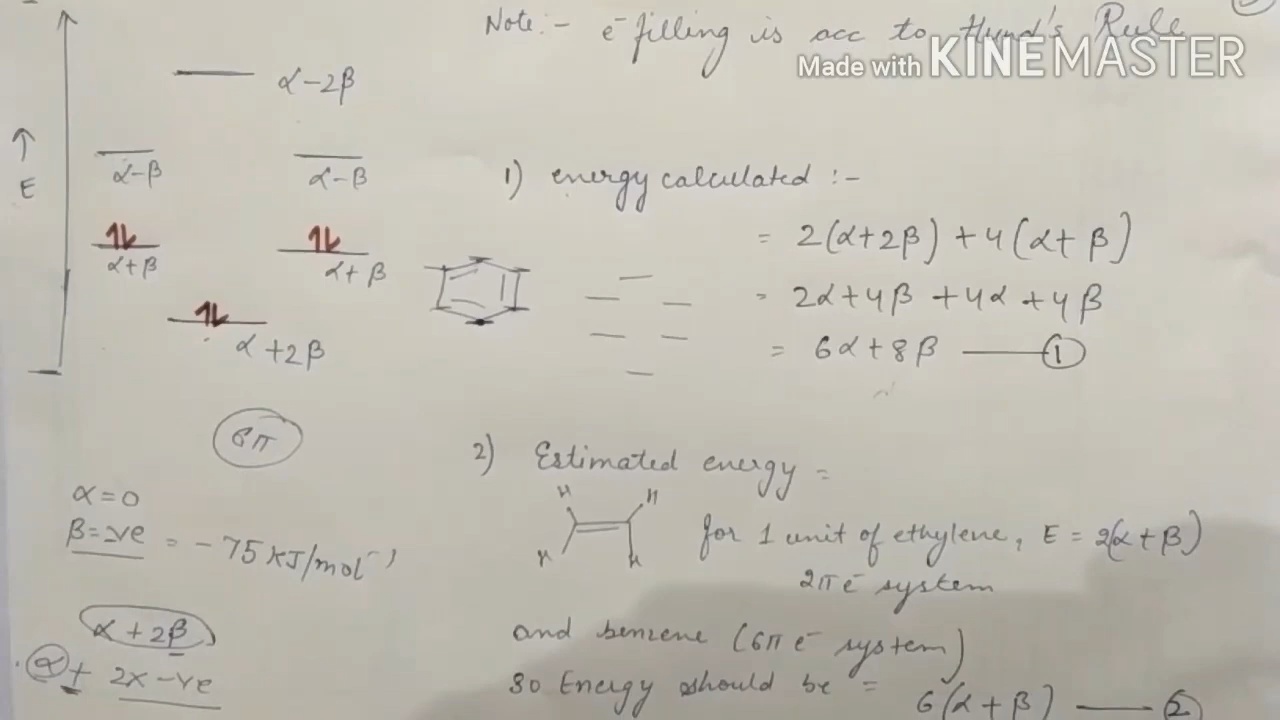 Note:- e⁻ filling is acc to Hund's Rule
Made with KINEMASTER
α-2β
α-β α-β
↑
E
α+β α+β
α+2β
6π
α=0
β=-ve = -75 KJ/mol⁻¹
α+2β
α + 2x-ve
1) energy calculated :-
= 2(α+2β) + 4(α+β)
= 2α+4β +4α +4β
= 6α+8β —— ①
2) Estimated energy =
H H
H H
for 1 unit of ethylene, E = 2(α+β)
2π e⁻ system
and benzene (6π e⁻ system)
so Energy should be =
6(α+β) —— ②